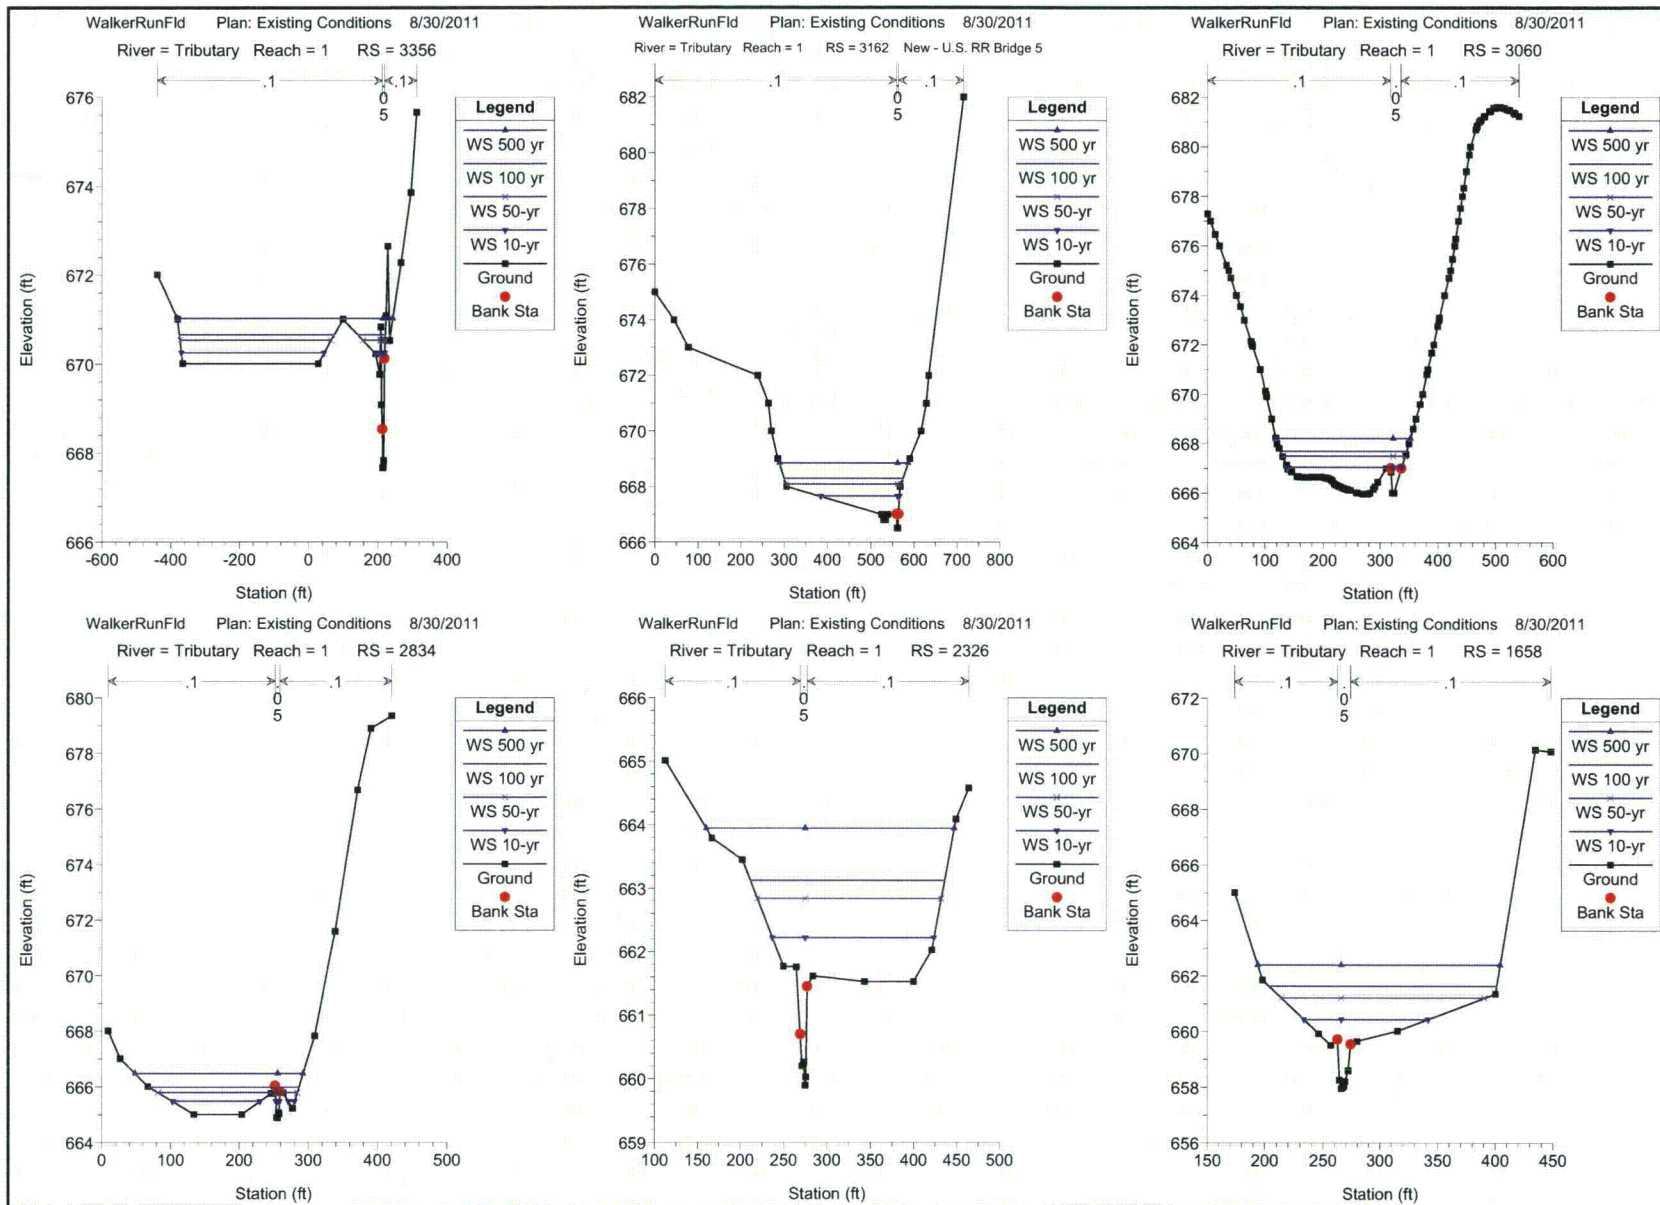 WalkerRunFld Plan: Existing Conditions 8/30/2011
River = Tributary Reach = 1 RS = 3356
.1
.05
.1
676
674
672
670
668
666
-600 -400 -200 0 200 400
Elevation (ft)
Station (ft)
Legend
WS 500 yr
WS 100 yr
WS 50-yr
WS 10-yr
Ground
Bank Sta
WalkerRunFld Plan: Existing Conditions 8/30/2011
River = Tributary Reach = 1 RS = 3162 New - U.S. RR Bridge 5
.1
.05
.1
682
680
678
676
674
672
670
668
666
0 100 200 300 400 500 600 700 800
Elevation (ft)
Station (ft)
Legend
WS 500 yr
WS 100 yr
WS 50-yr
WS 10-yr
Ground
Bank Sta
WalkerRunFld Plan: Existing Conditions 8/30/2011
River = Tributary Reach = 1 RS = 3060
.1
.05
.1
682
680
678
676
674
672
670
668
666
664
0 100 200 300 400 500 600
Elevation (ft)
Station (ft)
Legend
WS 500 yr
WS 100 yr
WS 50-yr
WS 10-yr
Ground
Bank Sta
WalkerRunFld Plan: Existing Conditions 8/30/2011
River = Tributary Reach = 1 RS = 2834
.1
.05
.1
680
678
676
674
672
670
668
666
664
0 100 200 300 400 500
Elevation (ft)
Station (ft)
Legend
WS 500 yr
WS 100 yr
WS 50-yr
WS 10-yr
Ground
Bank Sta
WalkerRunFld Plan: Existing Conditions 8/30/2011
River = Tributary Reach = 1 RS = 2326
.1
.05
.1
666
665
664
663
662
661
660
659
100 150 200 250 300 350 400 450 500
Elevation (ft)
Station (ft)
Legend
WS 500 yr
WS 100 yr
WS 50-yr
WS 10-yr
Ground
Bank Sta
WalkerRunFld Plan: Existing Conditions 8/30/2011
River = Tributary Reach = 1 RS = 1658
.1
.05
.1
672
670
668
666
664
662
660
658
656
150 200 250 300 350 400 450
Elevation (ft)
Station (ft)
Legend
WS 500 yr
WS 100 yr
WS 50-yr
WS 10-yr
Ground
Bank Sta